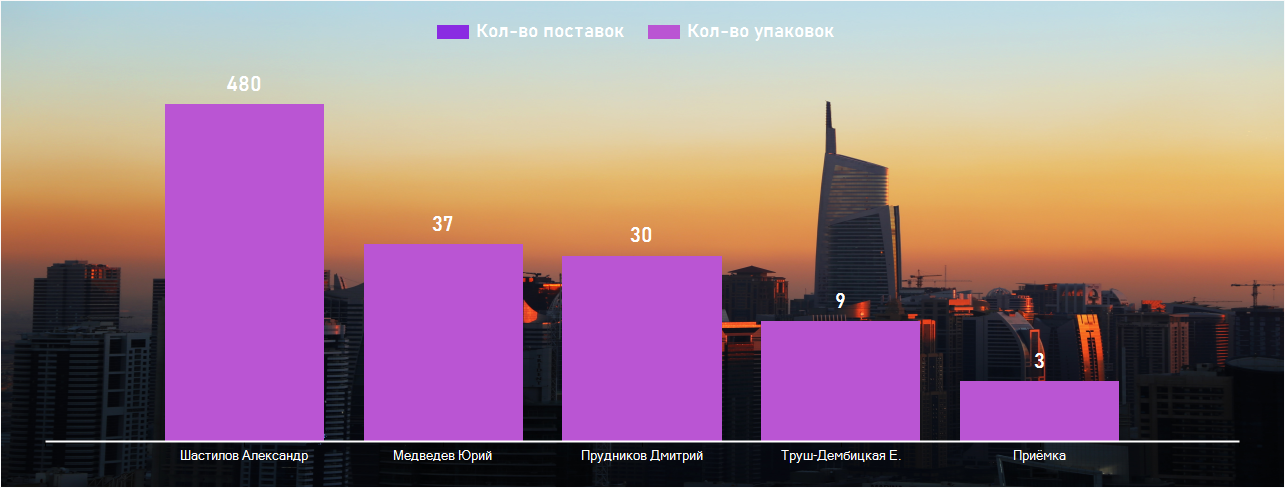 Кол-во поставок Кол-во упаковок
480
37
30
9
3
Шастилов Александр Медведев Юрий Прудников Дмитрий Труш-Дембицкая Е. Приёмка